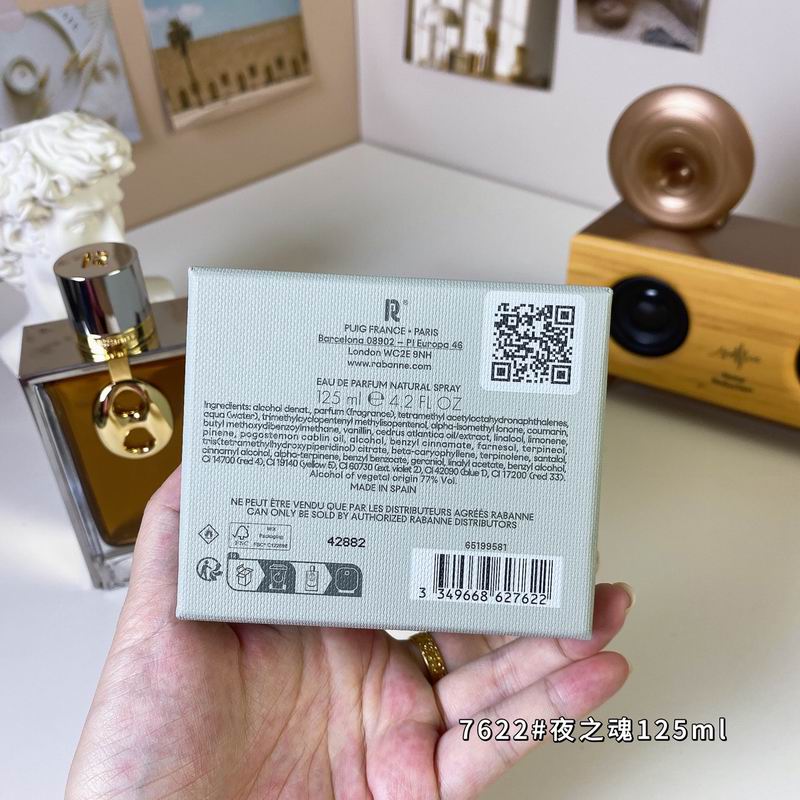 R®
PUIG FRANCE • PARIS
Barcelona 08902 – Pl Europa 46
London WC2E 9NH
www.rabanne.com
EAU DE PARFUM NATURAL SPRAY
125 ml ℮ 4.2 FL OZ
Ingredients: alcohol denat., parfum (fragrance), tetramethyl acetyloctahydronaphthalenes,
aqua (water), trimethylcyclopentenyl methylisopentenol, alpha-isomethyl ionone, coumarin,
butyl methoxydibenzoylmethane, vanillin, cedrus atlantica oil/extract, linalool, limonene,
pinene, pogostemon cablin oil, alcohol, benzyl cinnamate, farnesol, terpineol,
tris(tetramethylhydroxypiperidinol) citrate, beta-caryophyllene, terpinolene, santalol,
cinnamyl alcohol, alpha-terpinene, benzyl benzoate, geraniol, linalyl acetate, benzyl alcohol,
CI 14700 (red 4), CI 19140 (yellow 5), CI 60730 (ext. violet 2), CI 42090 (blue 1), CI 17200 (red 33).
Alcohol of vegetal origin 77% Vol.
MADE IN SPAIN
NE PEUT ÊTRE VENDU QUE PAR LES DISTRIBUTEURS AGRÉÉS RABANNE
CAN ONLY BE SOLD BY AUTHORIZED RABANNE DISTRIBUTORS
FSC
MIX
Packaging
42882
65199581
3 349668 627622
7622#夜之魂125ml